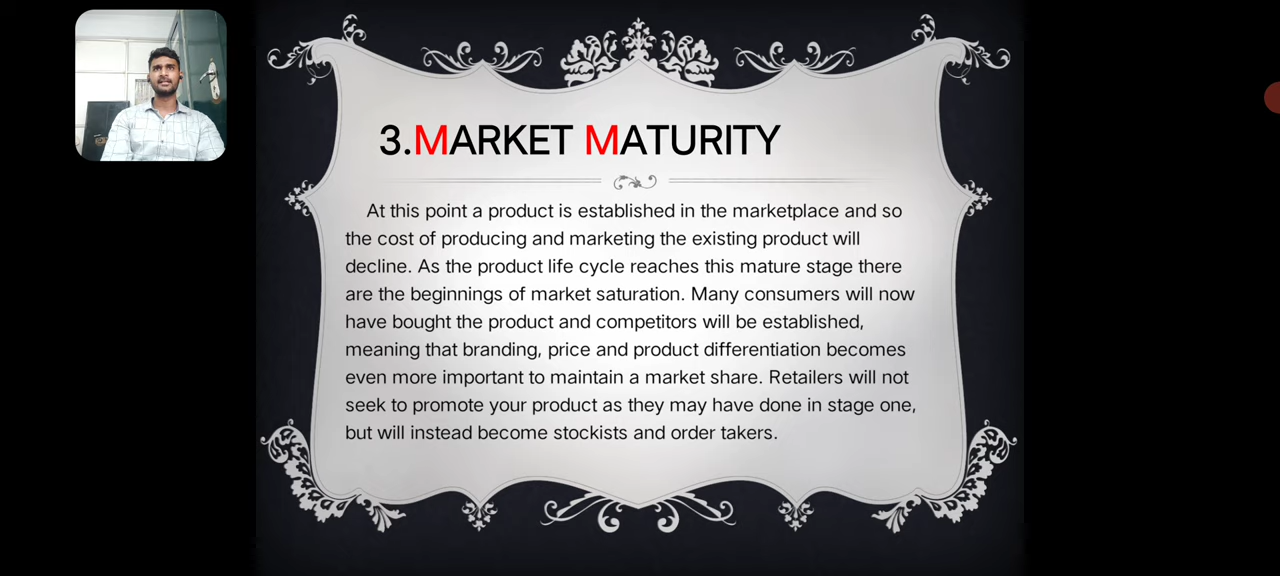 3.MARKET MATURITY
At this point a product is established in the marketplace and so
the cost of producing and marketing the existing product will
decline. As the product life cycle reaches this mature stage there
are the beginnings of market saturation. Many consumers will now
have bought the product and competitors will be established,
meaning that branding, price and product differentiation becomes
even more important to maintain a market share. Retailers will not
seek to promote your product as they may have done in stage one,
but will instead become stockists and order takers.